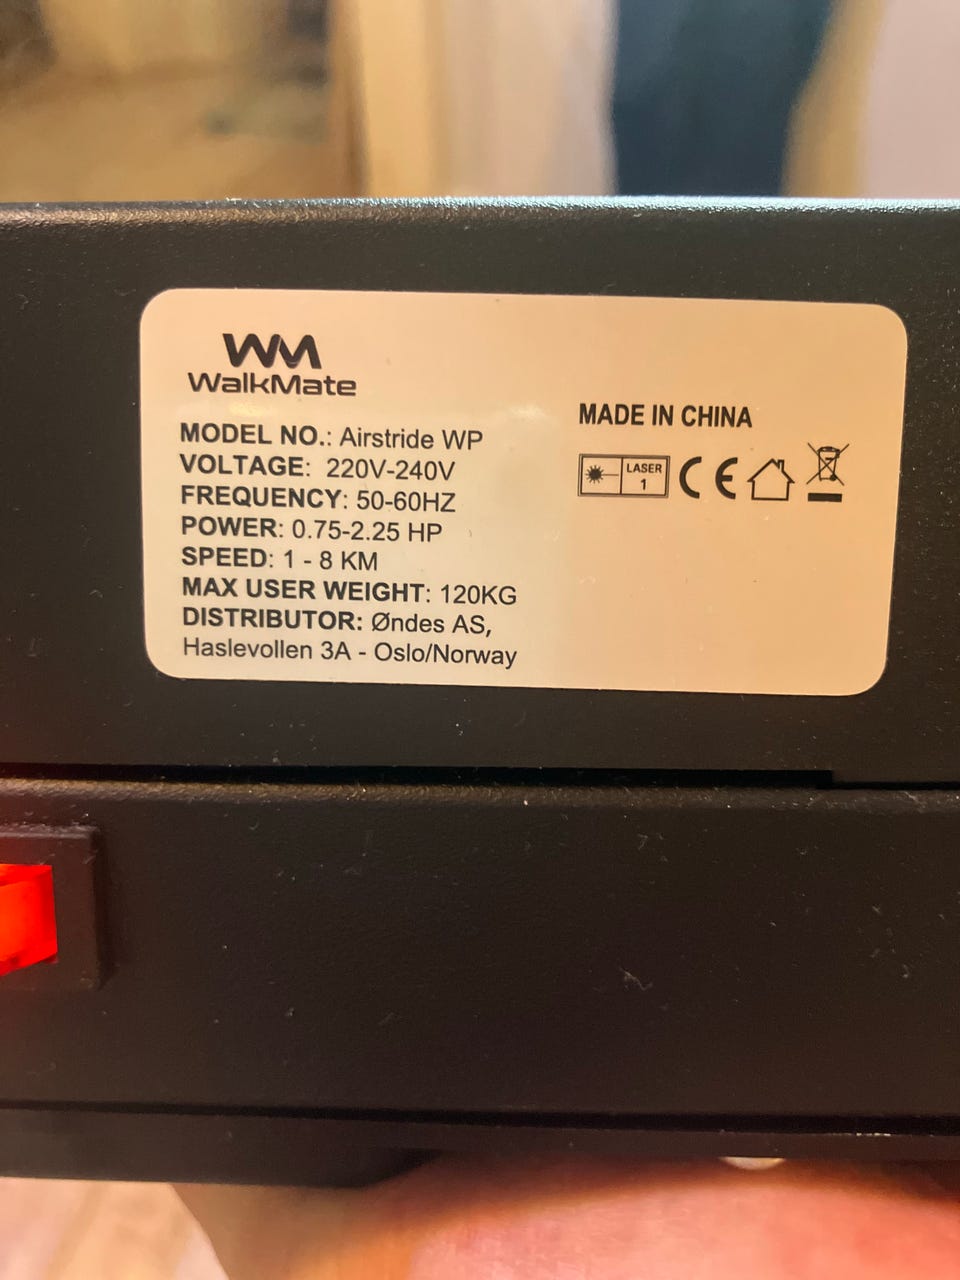 WM
WalkMate
MODEL NO.: Airstride WP
VOLTAGE: 220V-240V
FREQUENCY: 50-60HZ
POWER: 0.75-2.25 HP
SPEED: 1 - 8 KM
MAX USER WEIGHT: 120KG
DISTRIBUTOR: Øndes AS,
Haslevollen 3A - Oslo/Norway
MADE IN CHINA
LASER
1
CE